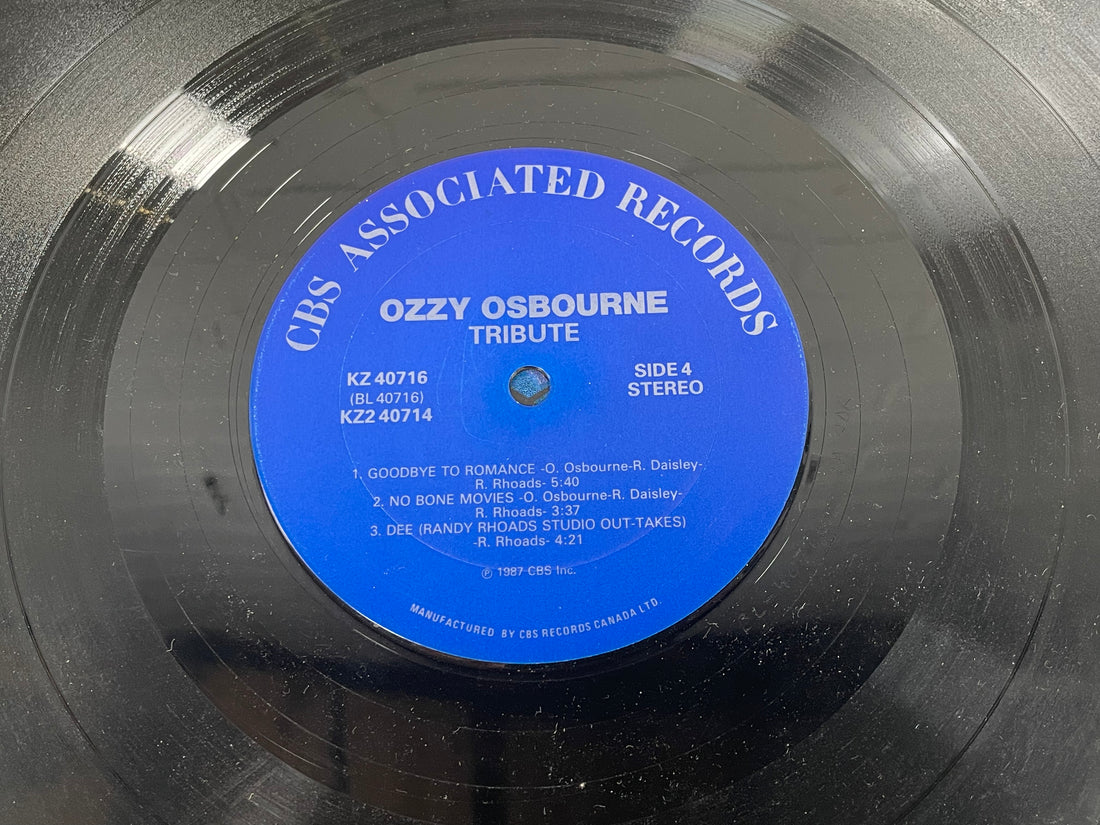 CBS ASSOCIATED RECORDS
OZZY OSBOURNE
TRIBUTE
KZ 40716
(BL 40716)
KZ2 40714
SIDE 4
STEREO
1. GOODBYE TO ROMANCE -O. Osbourne-R. Daisley-
R. Rhoads- 5:40
2. NO BONE MOVIES -O. Osbourne-R. Daisley-
R. Rhoads- 3:37
3. DEE (RANDY RHOADS STUDIO OUT-TAKES)
-R. Rhoads- 4:21
℗ 1987 CBS Inc.
MANUFACTURED BY CBS RECORDS CANADA LTD.